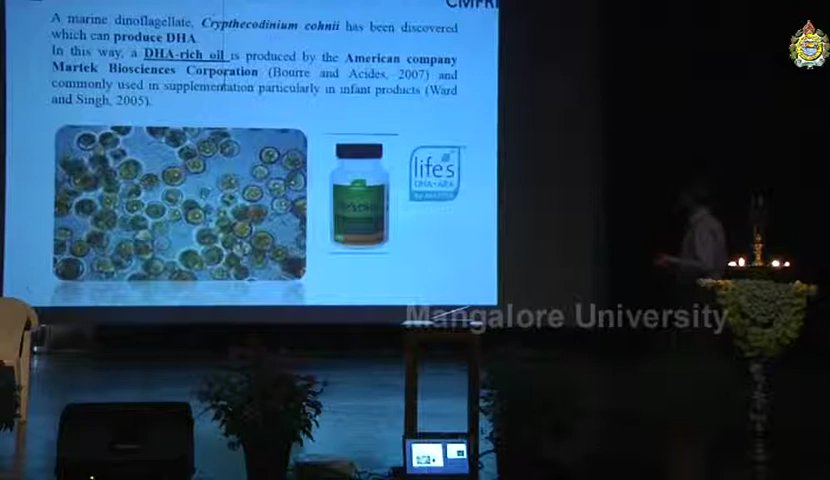 CMFRI
A marine dinoflagellate, Crypthecodinium cohnii has been discovered
which can produce DHA.
In this way, a DHA-rich oil is produced by the American company
Martek Biosciences Corporation (Bourre and Acides, 2007) and
commonly used in supplementation particularly in infant products (Ward
and Singh, 2005).
life's
DHA+ARA
Mangalore University